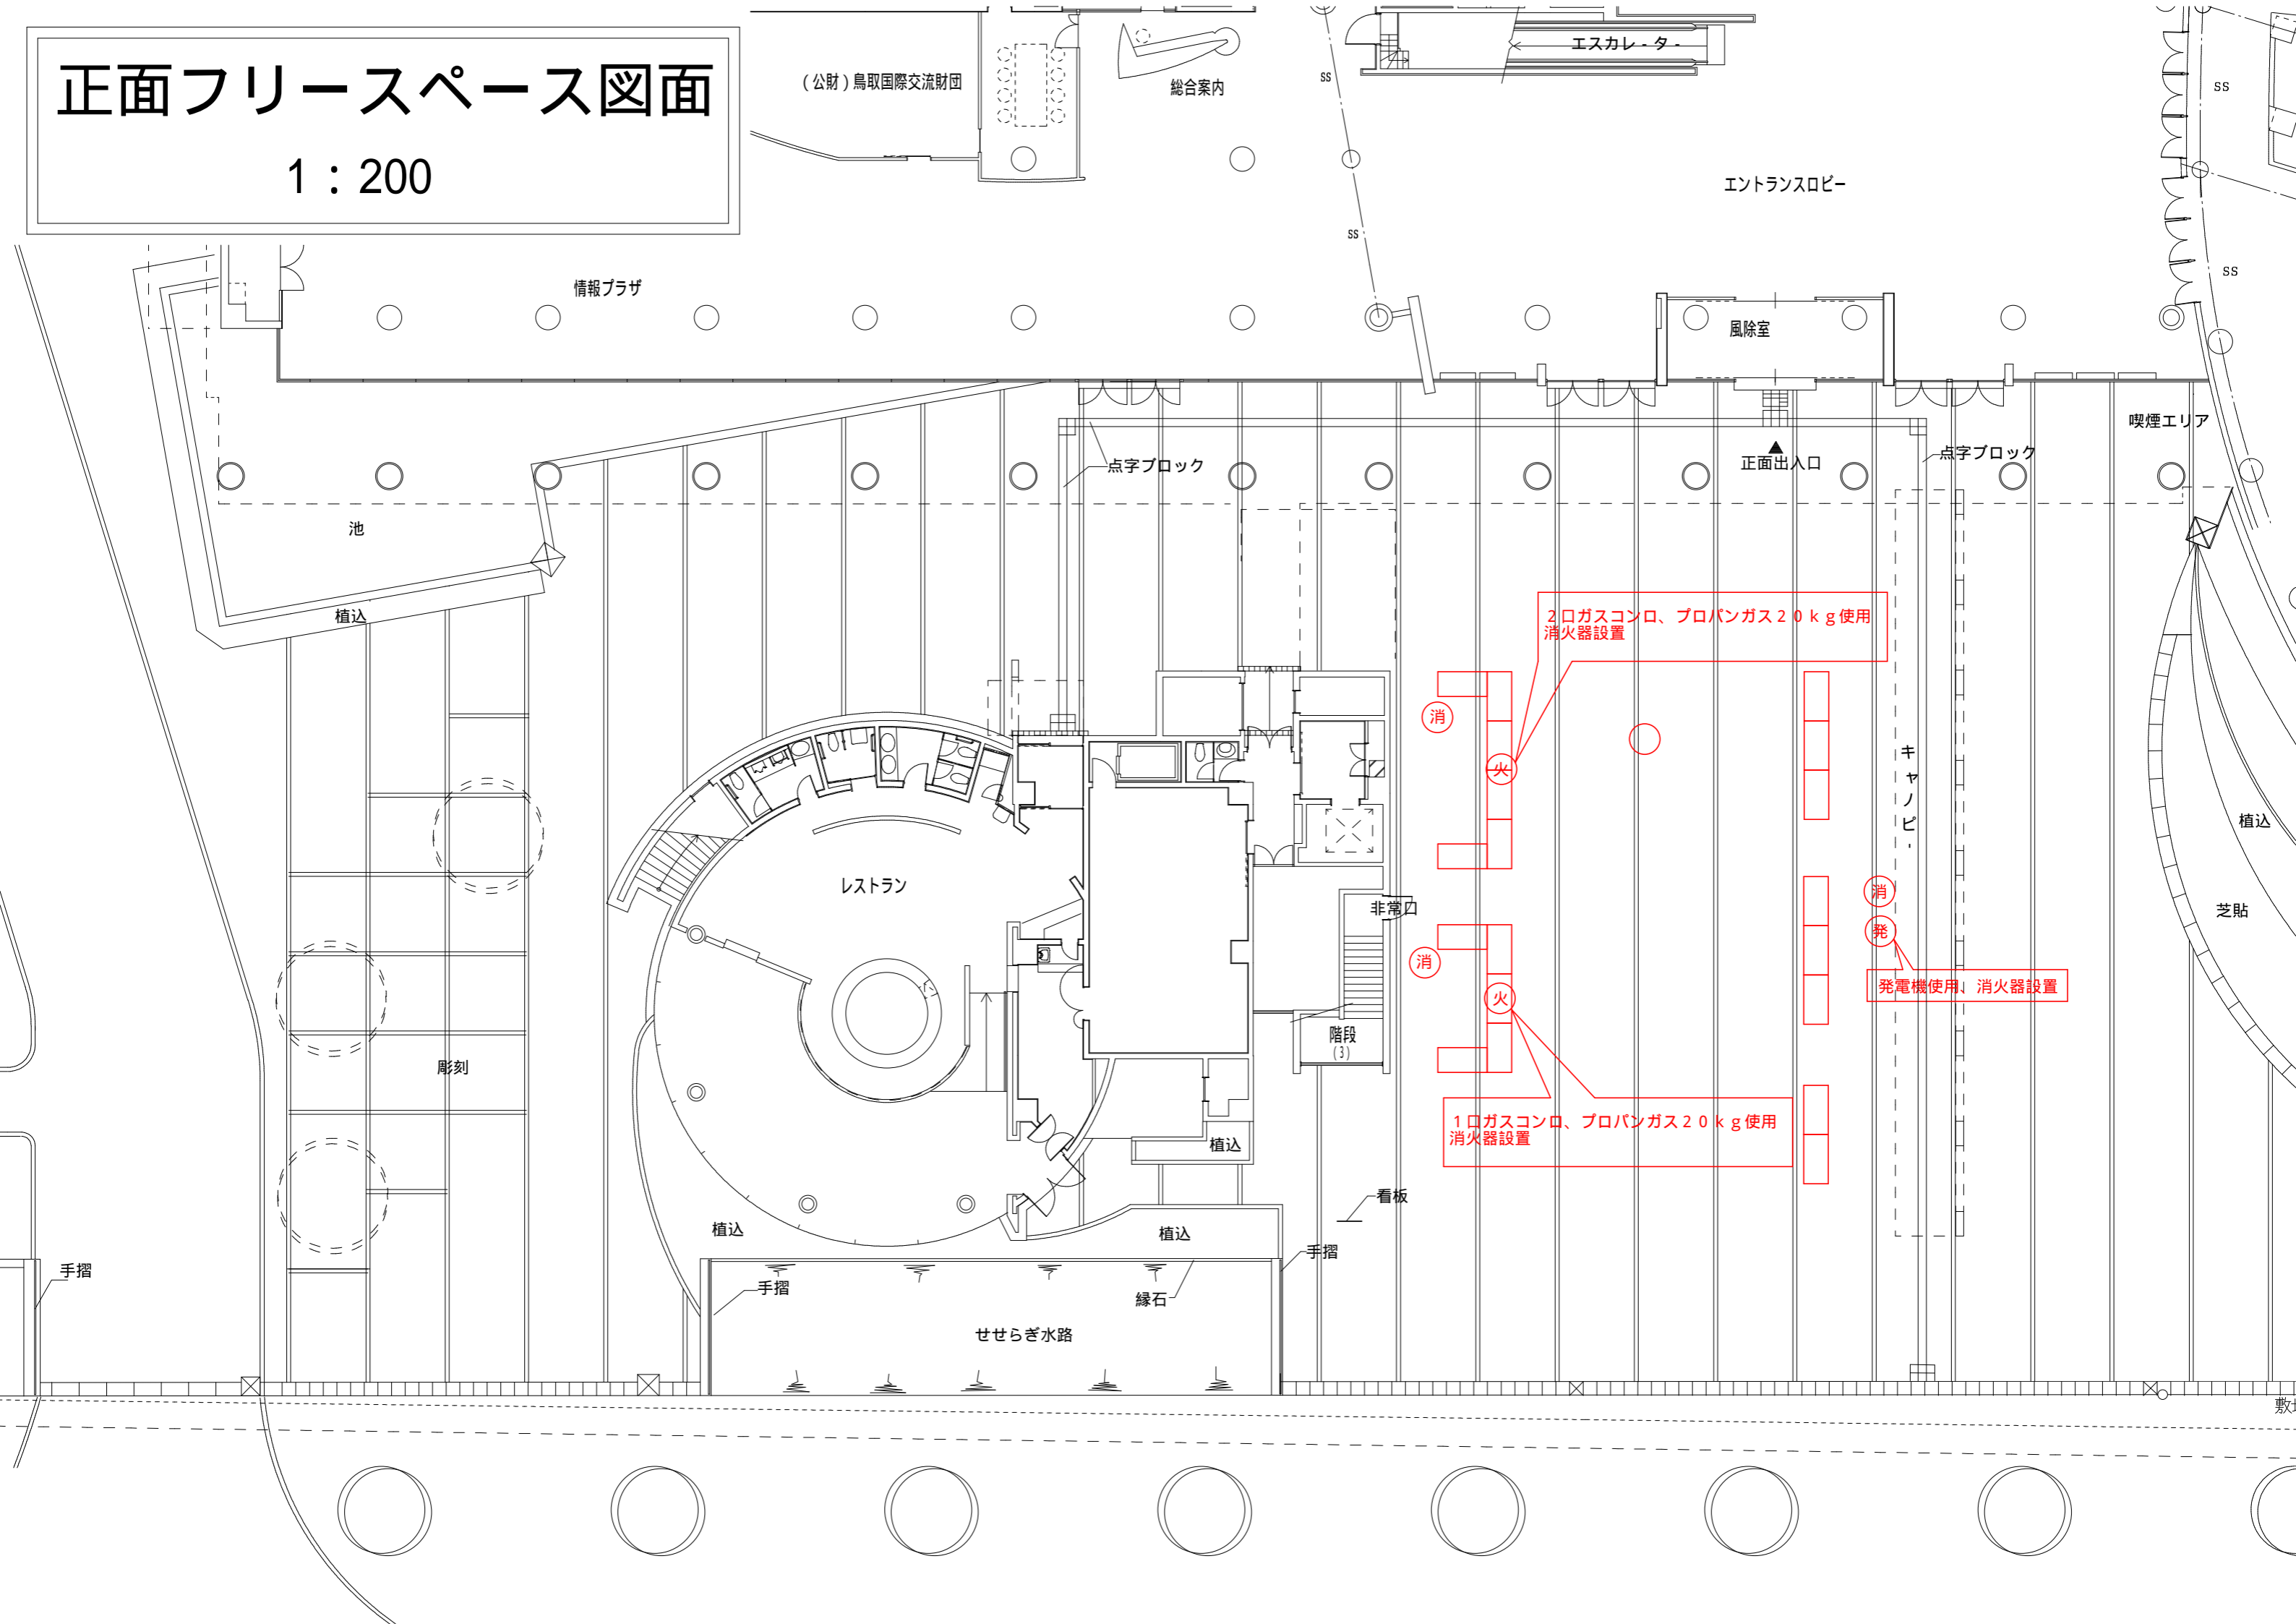 正面フリースペース図面
1：200
(公財)鳥取国際交流財団
総合案内
エスカレ-タ-
SS
SS
エントランスロビー
SS
SS
情報プラザ
風除室
喫煙エリア
点字ブロック
正面出入口
点字ブロック
池
植込
2口ガスコンロ、プロパンガス20kg使用
消火器設置
消
火
キャノピ-
植込
レストラン
消
非常口
芝貼
発
消
発電機使用、消火器設置
火
階段
(3)
彫刻
1口ガスコンロ、プロパンガス20kg使用
消火器設置
植込
看板
植込
植込
手摺
手摺
手摺
縁石
せせらぎ水路